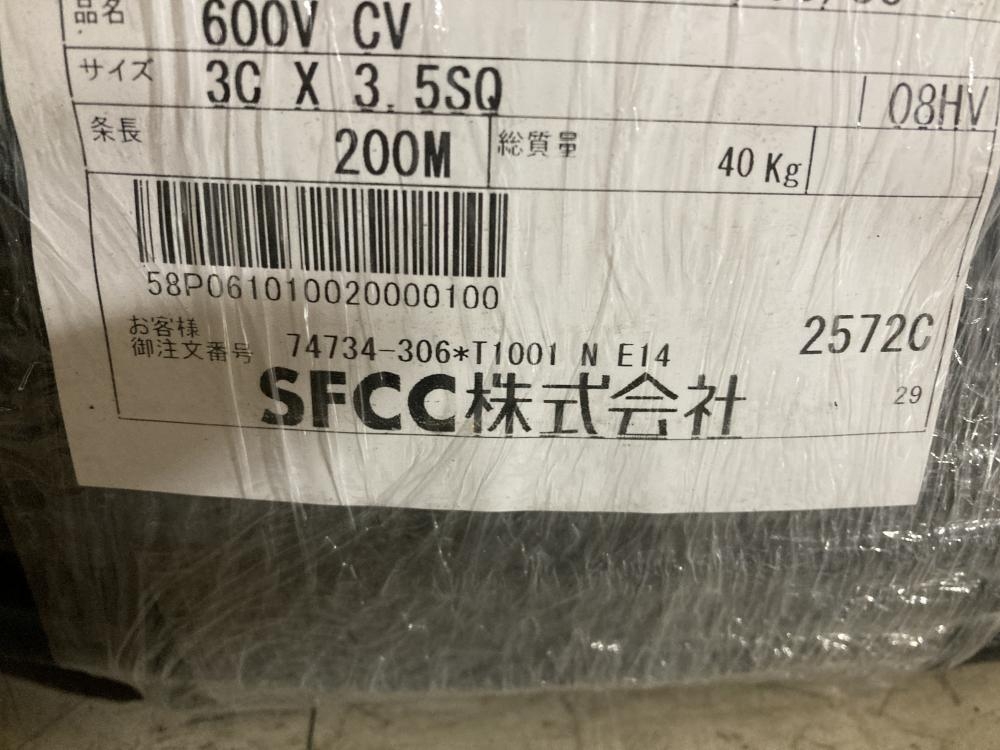 品名 600V CV
サイズ 3C X 3.5SQ 08HV
条長 200M 総質量 40 Kg
58P061010020000100
お客様
御注文番号 74734-306*T1001 N E14 2572C
SFCC株式会社 29